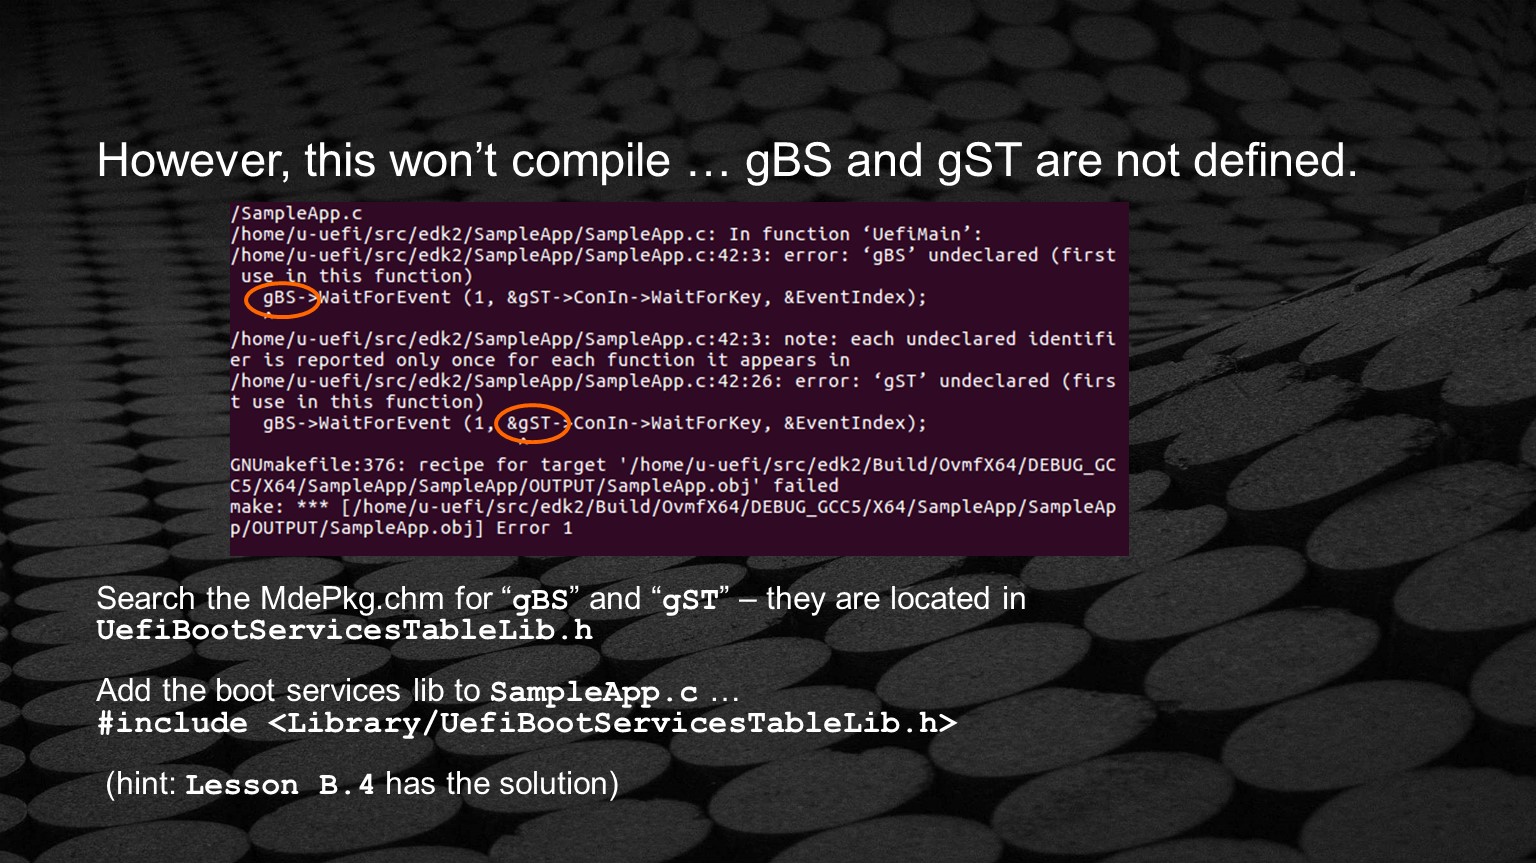 However, this won’t compile … gBS and gST are not defined.
/SampleApp.c
/home/u-uefi/src/edk2/SampleApp/SampleApp.c: In function ‘UefiMain’:
/home/u-uefi/src/edk2/SampleApp/SampleApp.c:42:3: error: ‘gBS’ undeclared (first
 use in this function)
   gBS->WaitForEvent (1, &gST->ConIn->WaitForKey, &EventIndex);
   ^
/home/u-uefi/src/edk2/SampleApp/SampleApp.c:42:3: note: each undeclared identifi
er is reported only once for each function it appears in
/home/u-uefi/src/edk2/SampleApp/SampleApp.c:42:26: error: ‘gST’ undeclared (firs
t use in this function)
   gBS->WaitForEvent (1, &gST->ConIn->WaitForKey, &EventIndex);
                          ^
GNUmakefile:376: recipe for target '/home/u-uefi/src/edk2/Build/OvmfX64/DEBUG_GC
C5/X64/SampleApp/SampleApp/OUTPUT/SampleApp.obj' failed
make: *** [/home/u-uefi/src/edk2/Build/OvmfX64/DEBUG_GCC5/X64/SampleApp/SampleAp
p/OUTPUT/SampleApp.obj] Error 1
Search the MdePkg.chm for “gBS” and “gST” – they are located in
UefiBootServicesTableLib.h
Add the boot services lib to SampleApp.c …
#include <Library/UefiBootServicesTableLib.h>
(hint: Lesson B.4 has the solution)